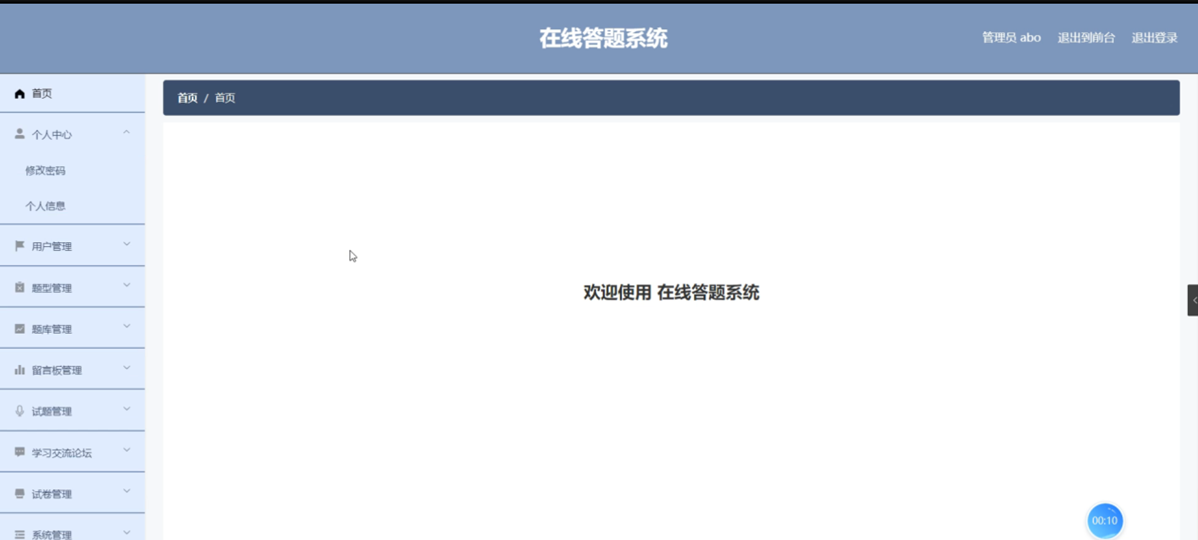 在线答题系统
管理员 abo 退出到前台 退出登录
首页
首页 / 首页
个人中心
修改密码
个人信息
用户管理
题型管理
题库管理
留言板管理
试题管理
学习交流论坛
试卷管理
系统管理
欢迎使用 在线答题系统
00:10